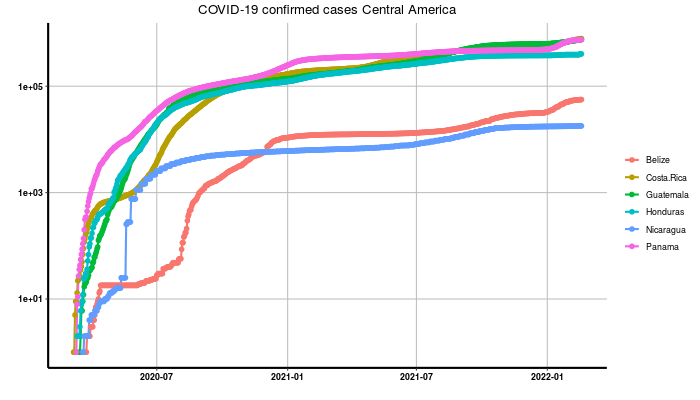 COVID-19 confirmed cases Central America
1e+05
1e+03
1e+01
2020-07
2021-01
2021-07
2022-01
Belize
Costa.Rica
Guatemala
Honduras
Nicaragua
Panama